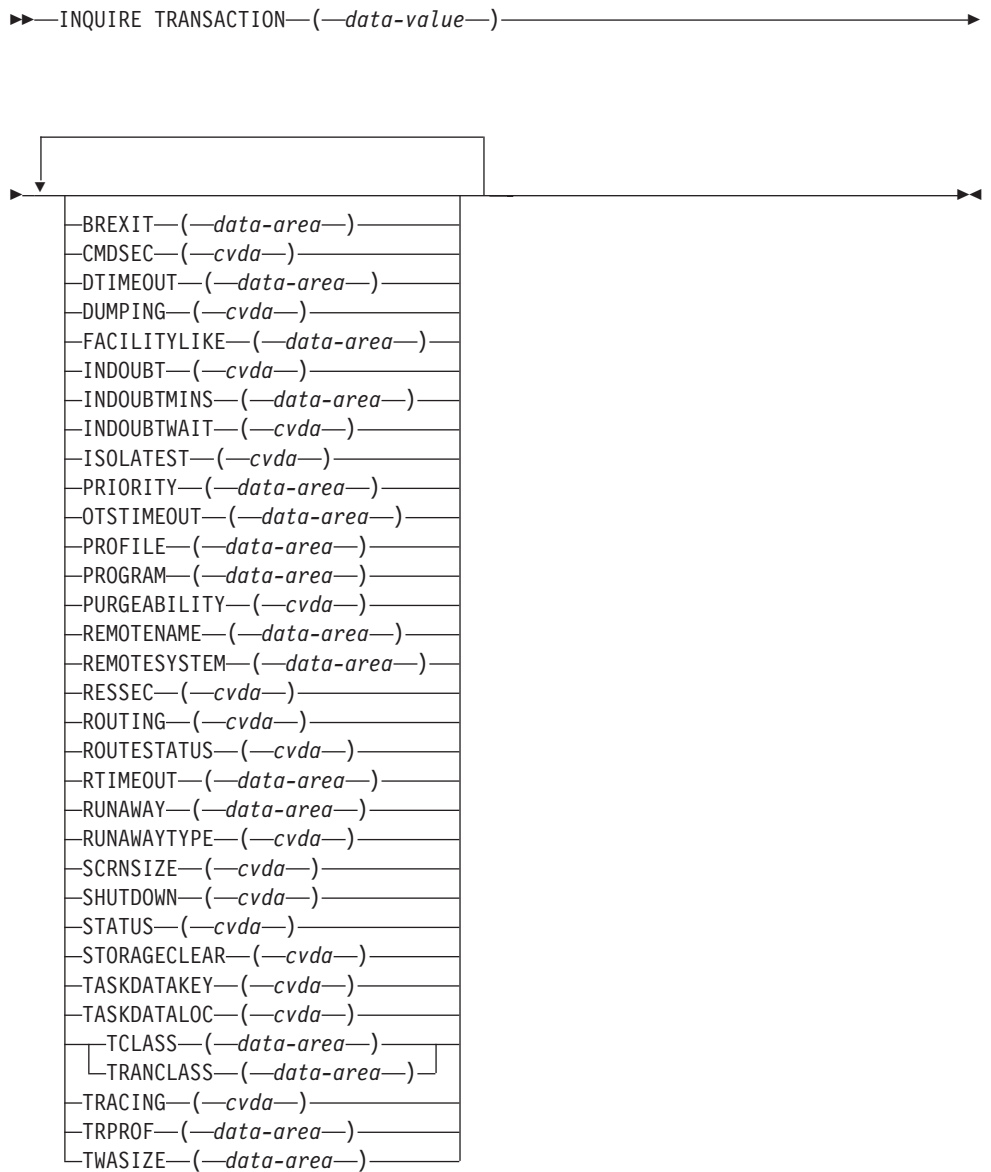 INQUIRE TRANSACTION (data-value)
BREXIT (data-area)
CMDSEC (cvda)
DTIMEOUT (data-area)
DUMPING (cvda)
FACILITYLIKE (data-area)
INDOUBT (cvda)
INDOUBTMINS (data-area)
INDOUBTWAIT (cvda)
ISOLATEST (cvda)
PRIORITY (data-area)
OTSTIMEOUT (data-area)
PROFILE (data-area)
PROGRAM (data-area)
PURGEABILITY (cvda)
REMOTENAME (data-area)
REMOTESYSTEM (data-area)
RESSEC (cvda)
ROUTING (cvda)
ROUTESTATUS (cvda)
RTIMEOUT (data-area)
RUNAWAY (data-area)
RUNAWAYTYPE (cvda)
SCRNSIZE (cvda)
SHUTDOWN (cvda)
STATUS (cvda)
STORAGECLEAR (cvda)
TASKDATAKEY (cvda)
TASKDATALOC (cvda)
TCLASS (data-area)
TRANCLASS (data-area)
TRACING (cvda)
TRPROF (data-area)
TWASIZE (data-area)